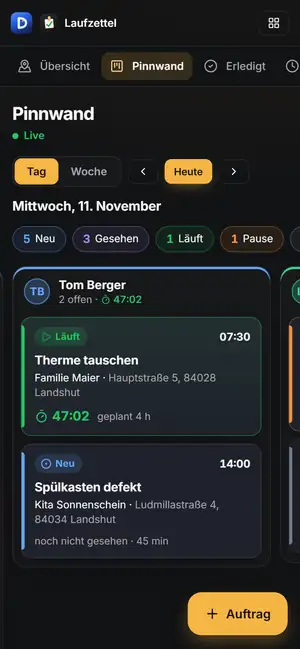 D Laufzettel
Übersicht Pinnwand Erledigt
Pinnwand
Live
Tag Woche Heute
Mittwoch, 11. November
5 Neu 3 Gesehen 1 Läuft 1 Pause
TB Tom Berger
2 offen · 47:02
Läuft 07:30
Therme tauschen
Familie Maier · Hauptstraße 5, 84028
Landshut
47:02 geplant 4 h
Neu 14:00
Spülkasten defekt
Kita Sonnenschein · Ludmillastraße 4,
84034 Landshut
noch nicht gesehen · 45 min
+ Auftrag